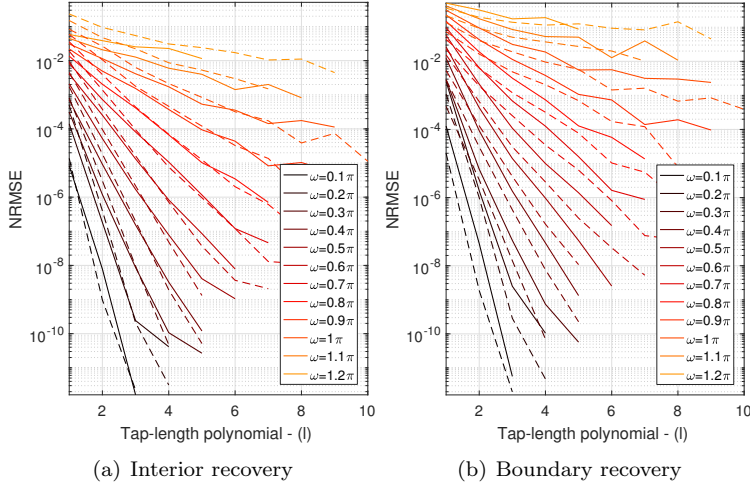 NRMSE
10^-2
10^-4
10^-6
10^-8
10^-10
2 4 6 8 10
Tap-length polynomial - (l)
ω=0.1π
ω=0.2π
ω=0.3π
ω=0.4π
ω=0.5π
ω=0.6π
ω=0.7π
ω=0.8π
ω=0.9π
ω=1π
ω=1.1π
ω=1.2π
(a) Interior recovery
NRMSE
10^-2
10^-4
10^-6
10^-8
10^-10
2 4 6 8 10
Tap-length polynomial - (l)
ω=0.1π
ω=0.2π
ω=0.3π
ω=0.4π
ω=0.5π
ω=0.6π
ω=0.7π
ω=0.8π
ω=0.9π
ω=1π
ω=1.1π
ω=1.2π
(b) Boundary recovery